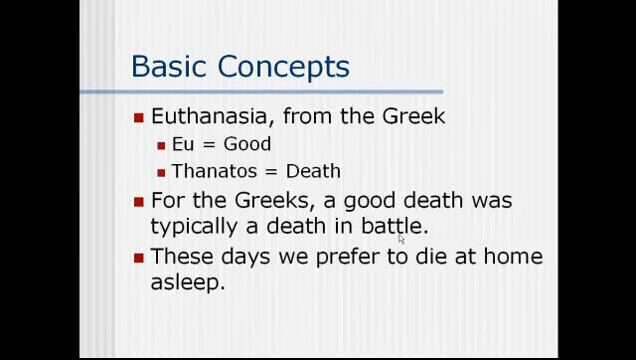 Basic Concepts
Euthanasia, from the Greek
Eu = Good
Thanatos = Death
For the Greeks, a good death was
typically a death in battle.
These days we prefer to die at home
asleep.